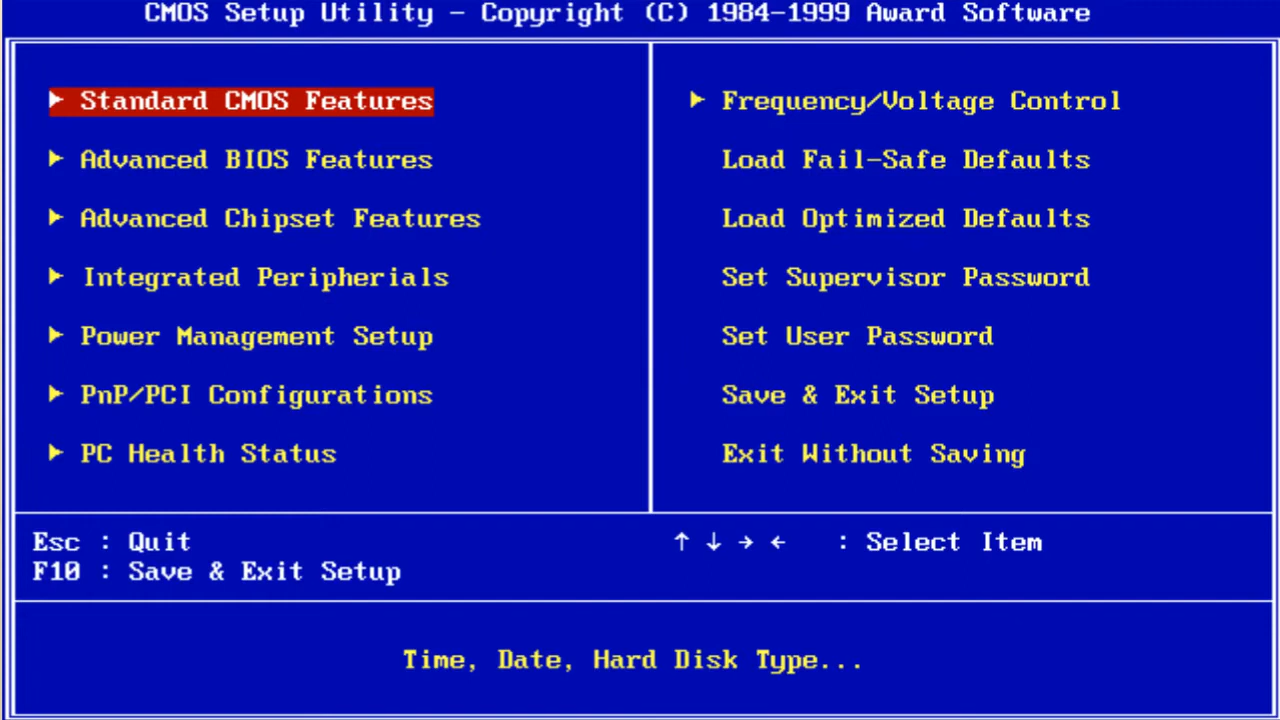 CMOS Setup Utility - Copyright (C) 1984-1999 Award Software
▶ Standard CMOS Features
▶ Advanced BIOS Features
▶ Advanced Chipset Features
▶ Integrated Peripherials
▶ Power Management Setup
▶ PnP/PCI Configurations
▶ PC Health Status
▶ Frequency/Voltage Control
Load Fail-Safe Defaults
Load Optimized Defaults
Set Supervisor Password
Set User Password
Save & Exit Setup
Exit Without Saving
Esc : Quit
F10 : Save & Exit Setup
↑ ↓ → ← : Select Item
Time, Date, Hard Disk Type...